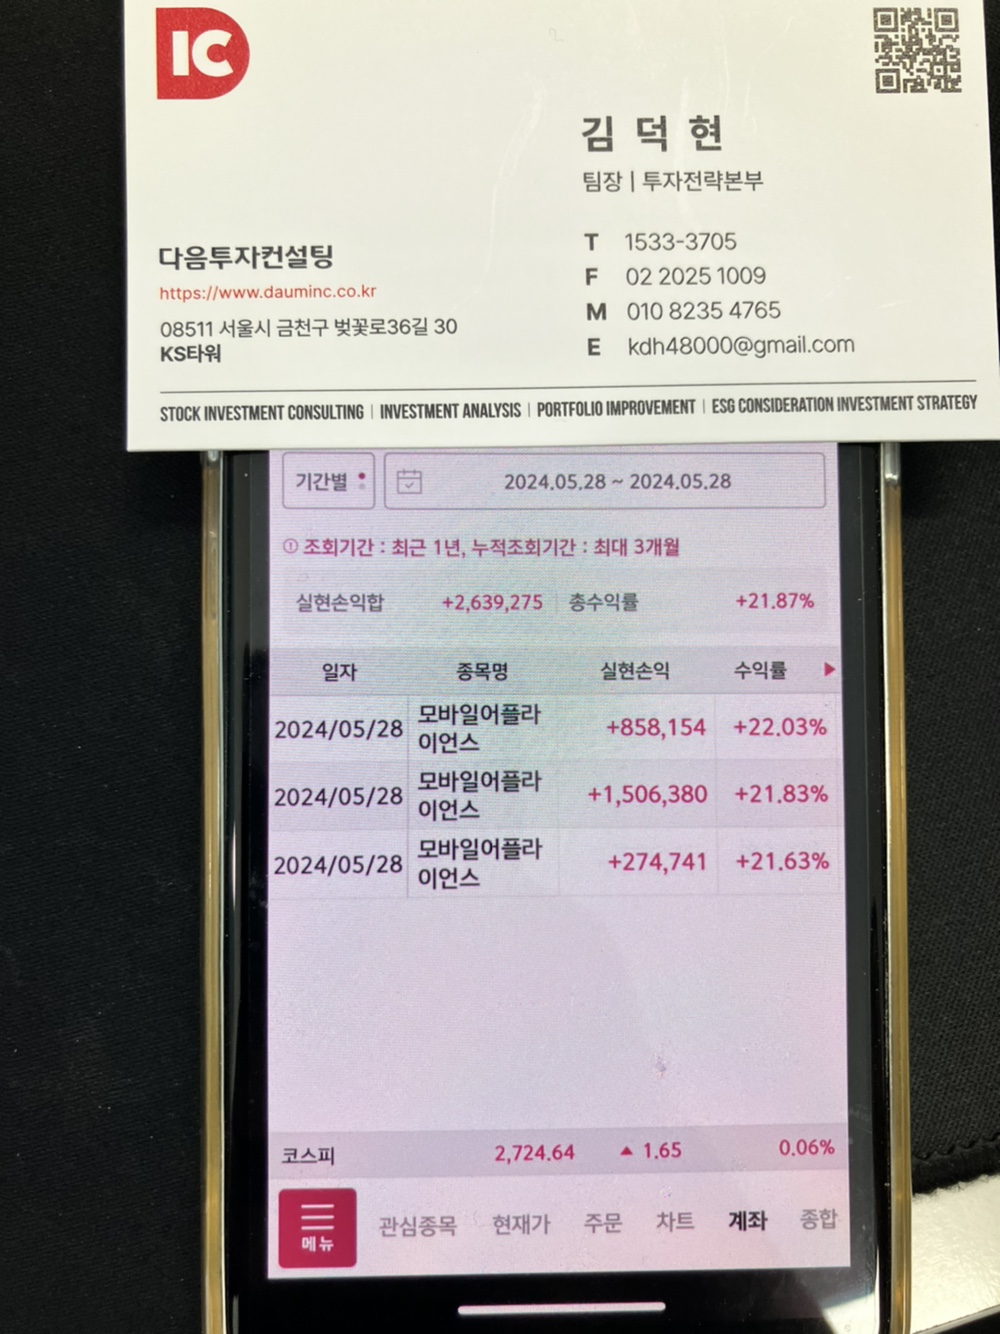 IC
김덕현
팀장 | 투자전략본부
다음투자컨설팅
https://www.dauminc.co.kr
08511 서울시 금천구 벚꽃로36길 30
KS타워
T 1533-3705
F 02 2025 1009
M 010 8235 4765
E kdh48000@gmail.com
STOCK INVESTMENT CONSULTING | INVESTMENT ANALYSIS | PORTFOLIO IMPROVEMENT | ESG CONSIDERATION INVESTMENT STRATEGY
기간별 2024.05.28 ~ 2024.05.28
조회기간 : 최근 1년, 누적조회기간 : 최대 3개월
실현손익합 +2,639,275 총수익률 +21.87%
일자 종목명 실현손익 수익률
2024/05/28 모바일어플라이언스 +858,154 +22.03%
2024/05/28 모바일어플라이언스 +1,506,380 +21.83%
2024/05/28 모바일어플라이언스 +274,741 +21.63%
코스피 2,724.64 ▲ 1.65 0.06%
메뉴 관심종목 현재가 주문 차트 계좌 종합